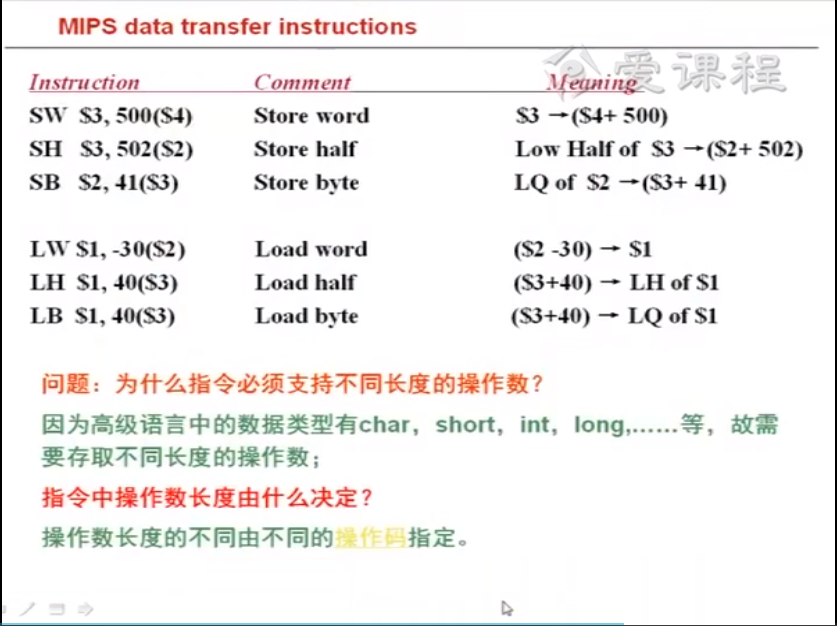 MIPS data transfer instructions
爱课程
Instruction Comment Meaning
SW $3, 500($4) Store word $3 →($4+ 500)
SH $3, 502($2) Store half Low Half of $3 →($2+ 502)
SB $2, 41($3) Store byte LQ of $2 →($3+ 41)
LW $1, -30($2) Load word ($2 -30) → $1
LH $1, 40($3) Load half ($3+40) → LH of $1
LB $1, 40($3) Load byte ($3+40) → LQ of $1
问题：为什么指令必须支持不同长度的操作数？
因为高级语言中的数据类型有char，short，int，long,……等，故需
要存取不同长度的操作数；
指令中操作数长度由什么决定？
操作数长度的不同由不同的操作码指定。